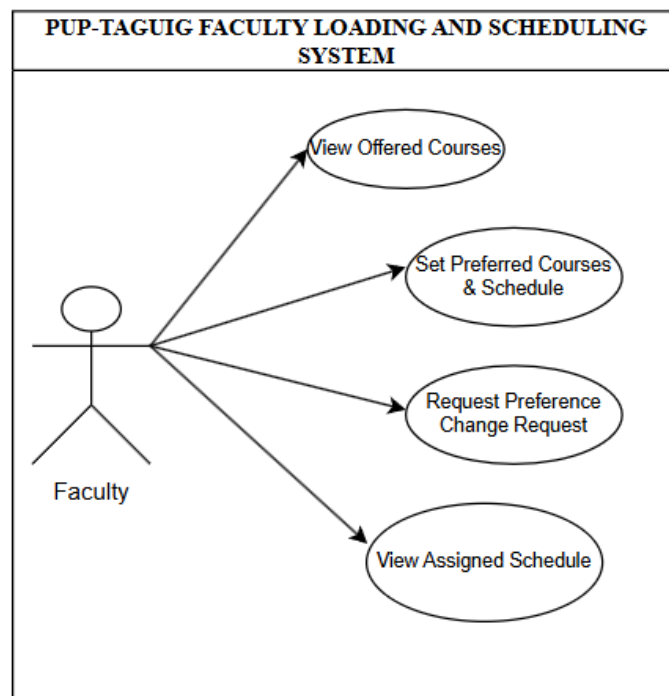 PUP-TAGUIG FACULTY LOADING AND SCHEDULING
SYSTEM
View Offered Courses
Set Preferred Courses
& Schedule
Request Preference
Change Request
Faculty
View Assigned Schedule